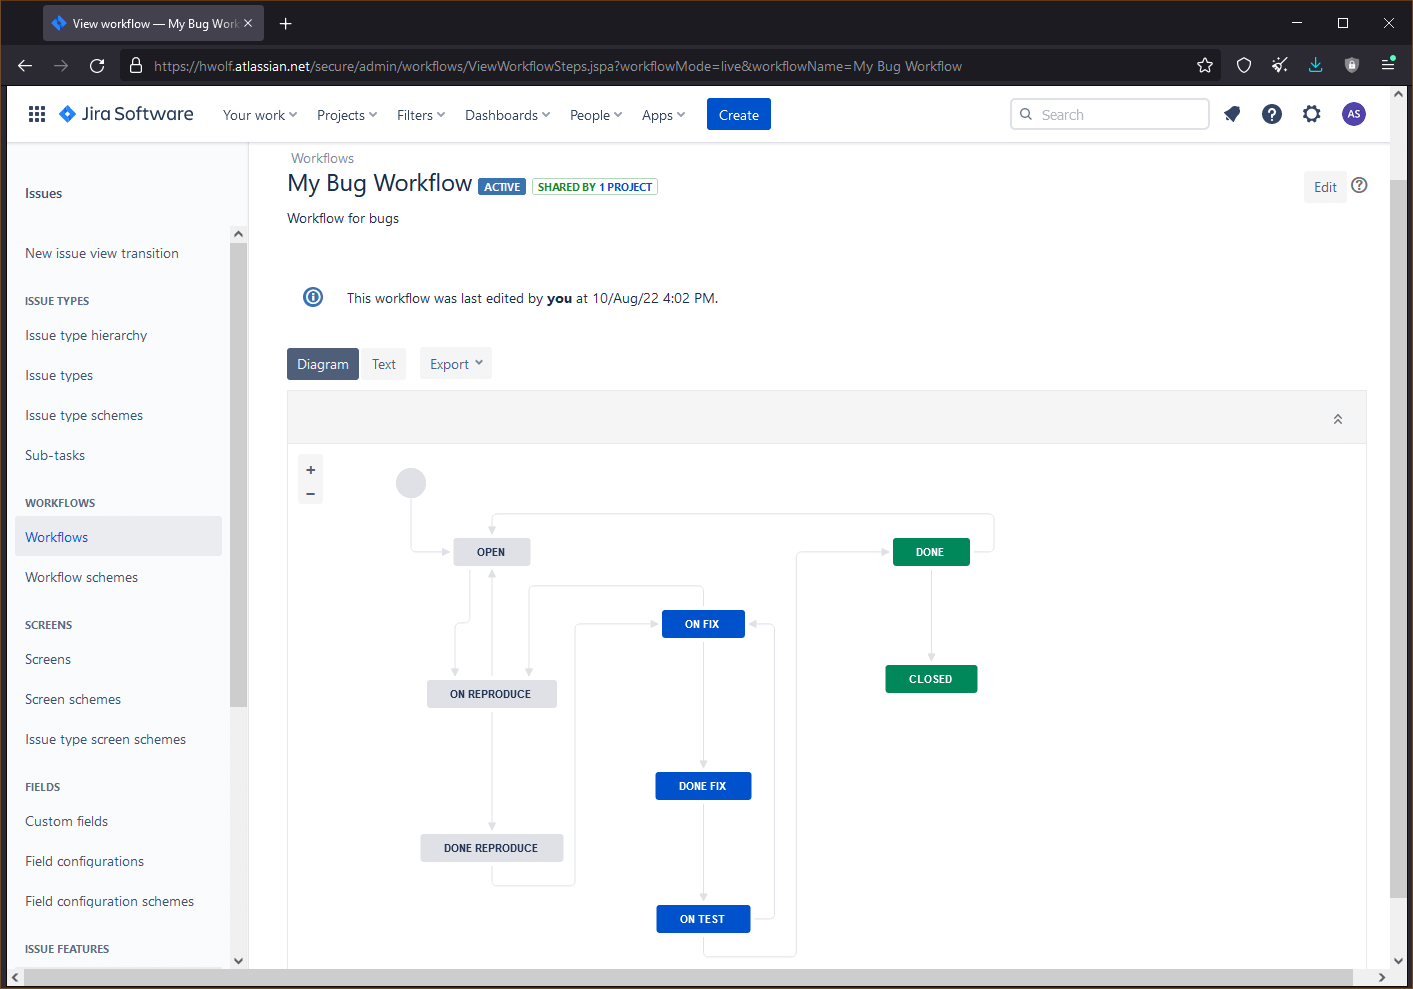 View workflow — My Bug Work
https://hwolf.atlassian.net/secure/admin/workflows/ViewWorkflowSteps.jspa?workflowMode=live&workflowName=My Bug Workflow
Jira Software
Your work
Projects
Filters
Dashboards
People
Apps
Create
Search
AS
Issues
New issue view transition
ISSUE TYPES
Issue type hierarchy
Issue types
Issue type schemes
Sub-tasks
WORKFLOWS
Workflows
Workflow schemes
SCREENS
Screens
Screen schemes
Issue type screen schemes
FIELDS
Custom fields
Field configurations
Field configuration schemes
ISSUE FEATURES
Workflows
My Bug Workflow ACTIVE SHARED BY 1 PROJECT
Edit
Workflow for bugs
This workflow was last edited by you at 10/Aug/22 4:02 PM.
Diagram
Text
Export
+
−
OPEN
DONE
ON FIX
CLOSED
ON REPRODUCE
DONE FIX
DONE REPRODUCE
ON TEST